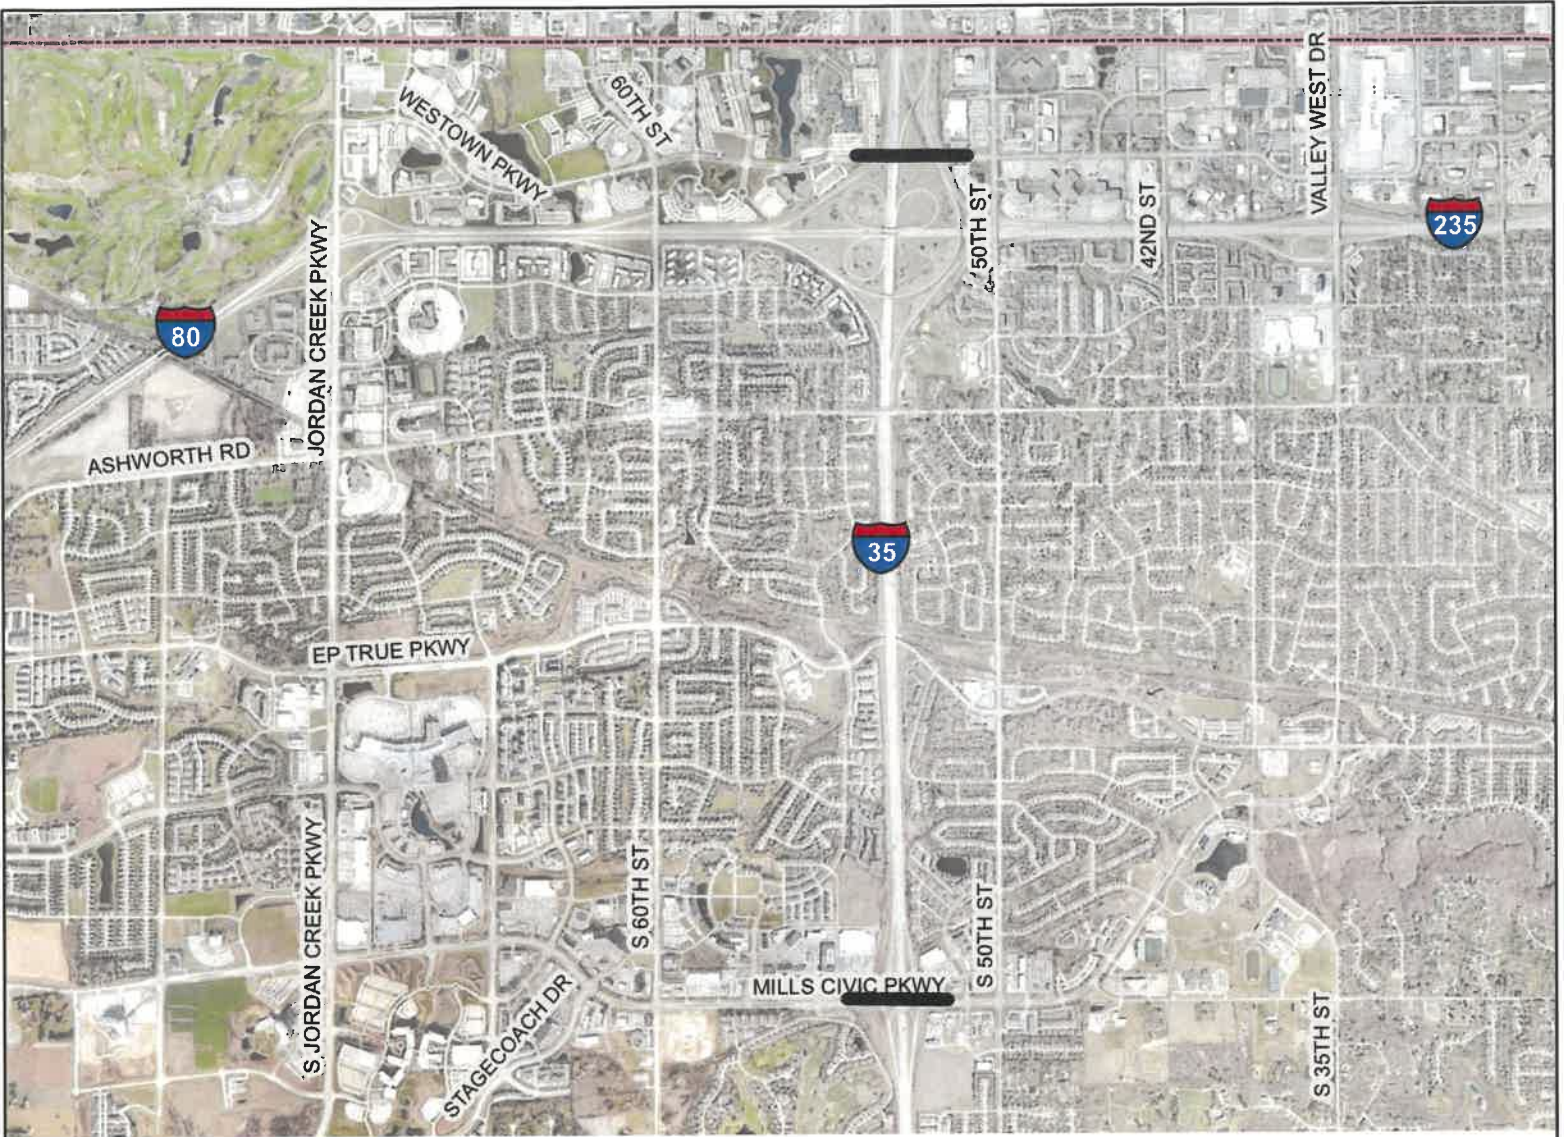 60TH ST
WESTOWN PKWY
VALLEY WEST DR
50TH ST
42ND ST
235
JORDAN CREEK PKWY
80
ASHWORTH RD
35
EP TRUE PKWY
S JORDAN CREEK PKWY
S 60TH ST
S 50TH ST
MILLS CIVIC PKWY
STAGECOACH DR
S 35TH ST